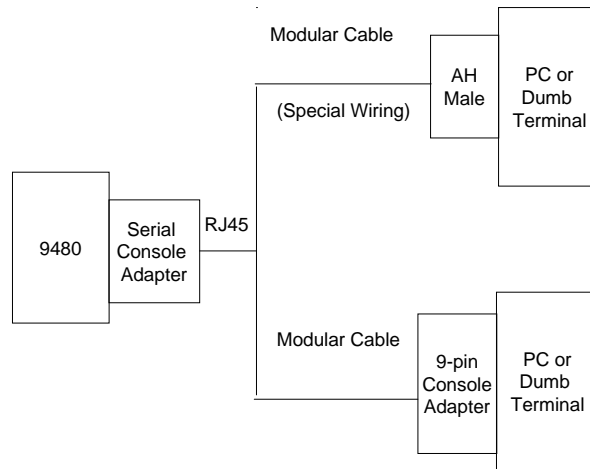 Modular Cable
AH
Male
PC or
Dumb
Terminal
(Special Wiring)
9480
Serial
Console
Adapter
RJ45
Modular Cable
9-pin
Console
Adapter
PC or
Dumb
Terminal